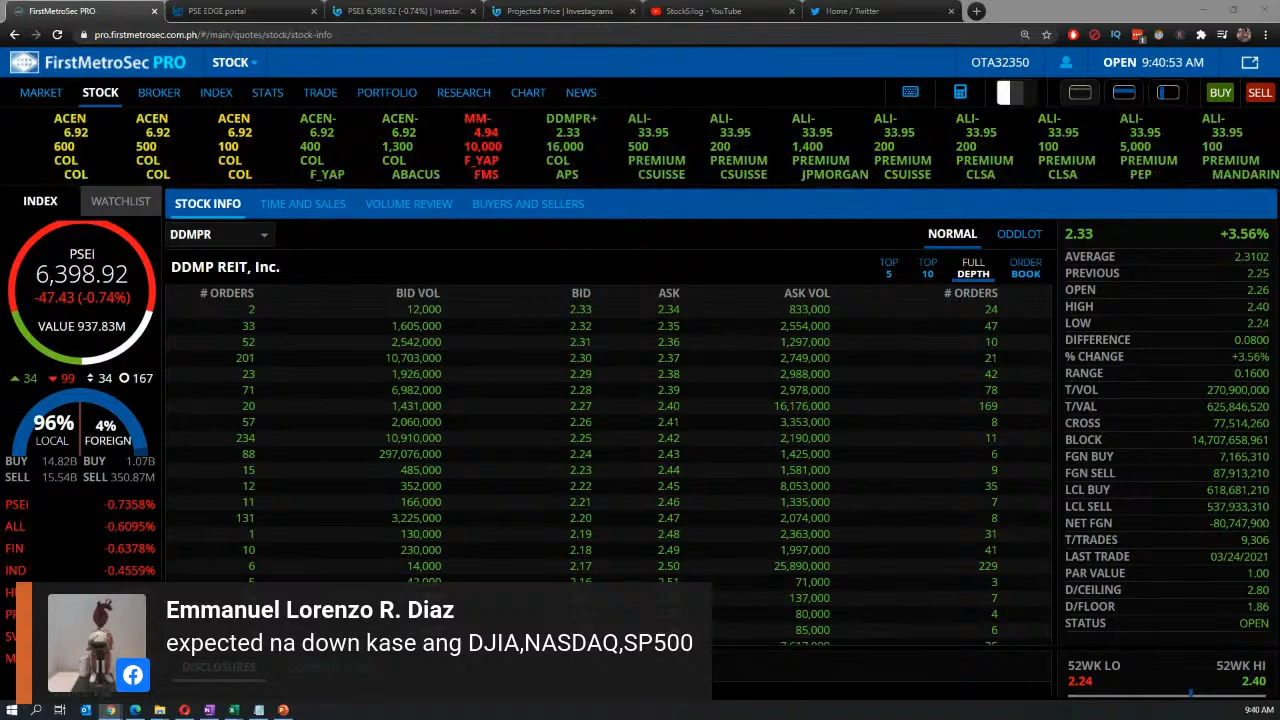 FirstMetroSec PRO
PSE EDGE portal
PSEI: 6,398.92 (-0.74%) | Investa
Projected Price | Investagrams
StockSilog - YouTube
Home / Twitter
pro.firstmetrosec.com.ph/#/main/quotes/stock/stock-info
FirstMetroSec PRO STOCK OTA32350 OPEN 9:40:53 AM
MARKET STOCK BROKER INDEX STATS TRADE PORTFOLIO RESEARCH CHART NEWS BUY SELL
ACEN ACEN ACEN ACEN- ACEN- MM- DDMPR+ ALI- ALI- ALI- ALI- ALI- ALI- ALI- ALI-
6.92 6.92 6.92 6.92 6.92 4.94 2.33 33.95 33.95 33.95 33.95 33.95 33.95 33.95 33.95
600 500 100 400 1,300 10,000 16,000 500 200 1,400 200 200 100 5,000 100
COL COL COL COL COL F_YAP COL PREMIUM PREMIUM PREMIUM PREMIUM PREMIUM PREMIUM PREMIUM PREMIUM
COL COL COL F_YAP ABACUS FMS APS CSUISSE CSUISSE JPMORGAN CSUISSE CLSA CLSA PEP MANDARIN
INDEX WATCHLIST
PSEI
6,398.92
-47.43 (-0.74%)
VALUE 937.83M
34 99 34 167
96% 4%
LOCAL FOREIGN
BUY 14.82B BUY 1.07B
SELL 15.54B SELL 350.87M
PSEI -0.7358%
ALL -0.6095%
FIN -0.6378%
IND -0.4559%
STOCK INFO TIME AND SALES VOLUME REVIEW BUYERS AND SELLERS
DDMPR NORMAL ODDLOT
DDMP REIT, Inc. TOP 5 TOP 10 FULL DEPTH ORDER BOOK
# ORDERS BID VOL BID ASK ASK VOL # ORDERS
2 12,000 2.33 2.34 833,000 24
33 1,605,000 2.32 2.35 2,554,000 47
52 2,542,000 2.31 2.36 1,297,000 10
201 10,703,000 2.30 2.37 2,749,000 21
23 1,926,000 2.29 2.38 2,988,000 42
71 6,982,000 2.28 2.39 2,978,000 78
20 1,431,000 2.27 2.40 16,176,000 169
57 2,060,000 2.26 2.41 3,353,000 8
234 10,910,000 2.25 2.42 2,190,000 11
88 297,076,000 2.24 2.43 1,425,000 6
15 485,000 2.23 2.44 1,581,000 9
12 352,000 2.22 2.45 8,053,000 35
11 166,000 2.21 2.46 1,335,000 7
131 3,225,000 2.20 2.47 2,074,000 8
1 130,000 2.19 2.48 2,363,000 31
10 230,000 2.18 2.49 1,997,000 41
6 14,000 2.17 2.50 25,890,000 229
71,000 3
137,000 7
80,000 4
85,000 6
2.33 +3.56%
AVERAGE 2.3102
PREVIOUS 2.25
OPEN 2.26
HIGH 2.40
LOW 2.24
DIFFERENCE 0.0800
% CHANGE +3.56%
RANGE 0.1600
T/VOL 270,900,000
T/VAL 625,846,520
CROSS 77,514,260
BLOCK 14,707,658,961
FGN BUY 7,165,310
FGN SELL 87,913,210
LCL BUY 618,681,210
LCL SELL 537,933,310
NET FGN -80,747,900
T/TRADES 9,306
LAST TRADE 03/24/2021
PAR VALUE 1.00
D/CEILING 2.80
D/FLOOR 1.86
STATUS OPEN
52WK LO 52WK HI
2.24 2.40
Emmanuel Lorenzo R. Diaz
expected na down kase ang DJIA,NASDAQ,SP500
DISCLOSURES
9:40 AM